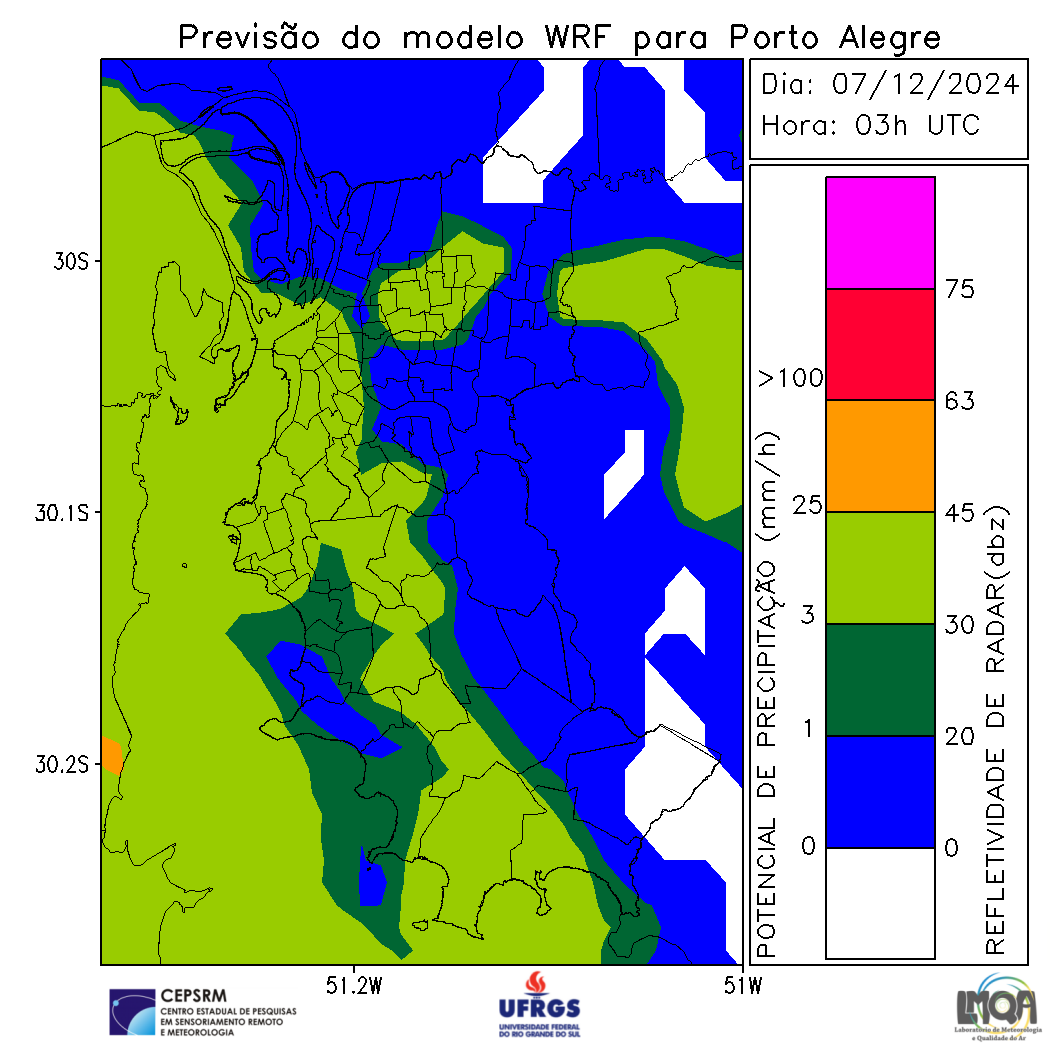 Previsão do modelo WRF para Porto Alegre
Dia: 07/12/2024
Hora: 03h UTC
30S
30.1S
30.2S
51.2W
51W
POTENCIAL DE PRECIPITAÇÃO (mm/h)
>100
25
3
1
0
75
63
45
30
20
0
REFLETIVIDADE DE RADAR(dbz)
CEPSRM
CENTRO ESTADUAL DE PESQUISAS
EM SENSORIAMENTO REMOTO
E METEOROLOGIA
UFRGS
UNIVERSIDADE FEDERAL
DO RIO GRANDE DO SUL
LMQA
Laboratório de Meteorologia
e Qualidade do Ar